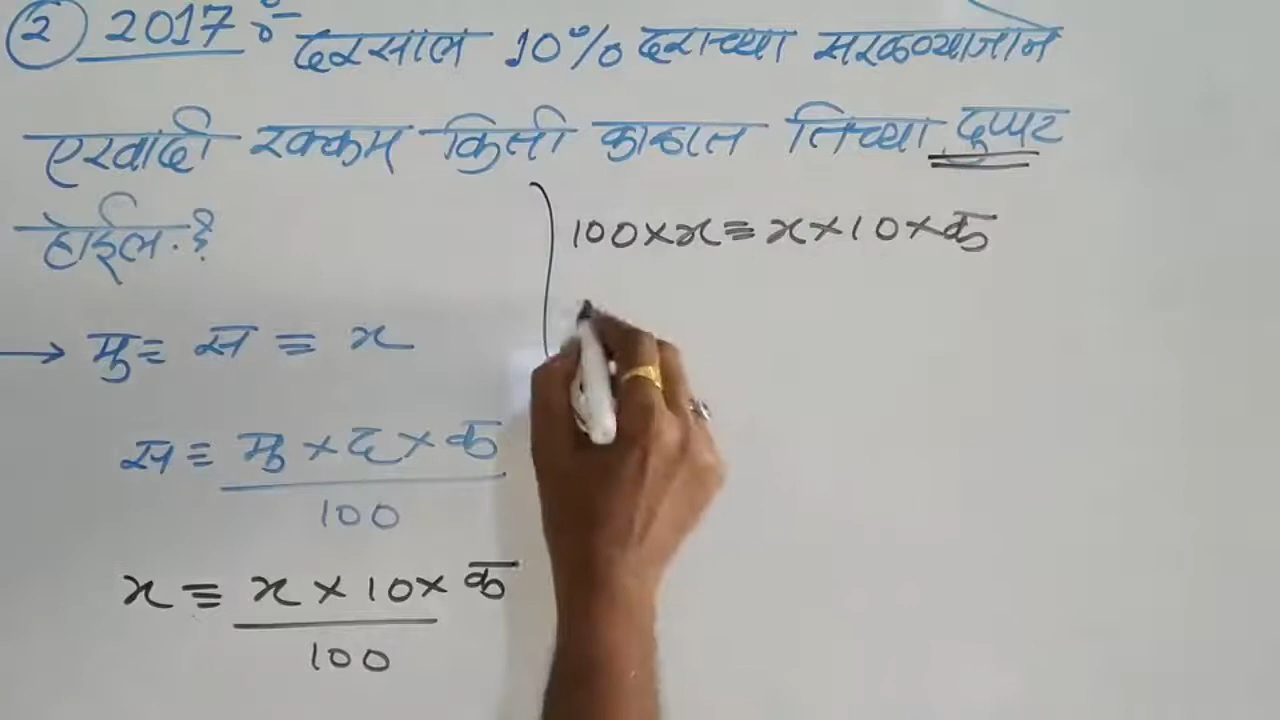 ② 2017 :- दरसाल 10% दराच्या सरळव्याजाने
एखादी रक्कम किती काळात तिच्या दुप्पट
होईल.?
→ मु = स = x
स = मु × द × क
100
x = x × 10 × क
100
100 × x = x × 10 × क